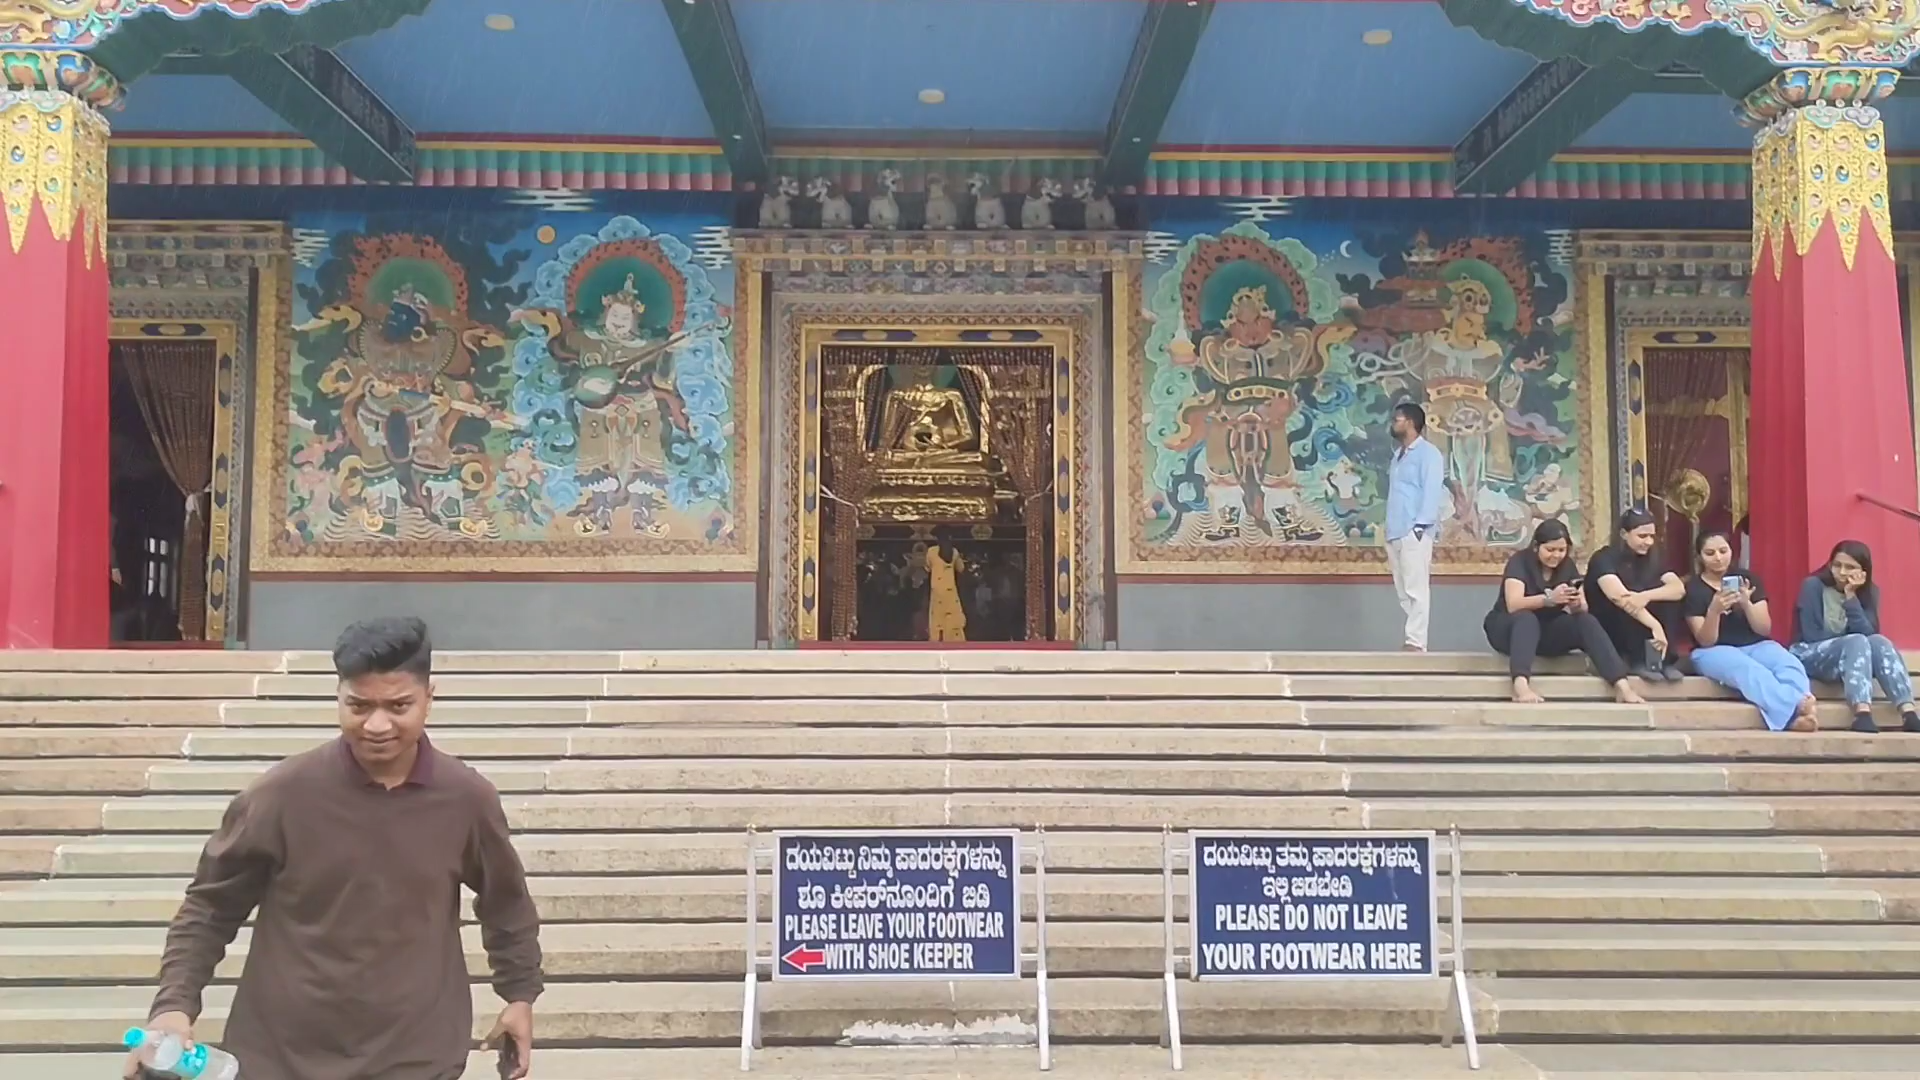 ದಯವಿಟ್ಟು ನಿಮ್ಮ ಪಾದರಕ್ಷೆಗಳನ್ನು
ಶೂ ಕೀಪರ್‌ನೊಂದಿಗೆ ಬಿಡಿ
PLEASE LEAVE YOUR FOOTWEAR
WITH SHOE KEEPER
ದಯವಿಟ್ಟು ತಮ್ಮ ಪಾದರಕ್ಷೆಗಳನ್ನು
ಇಲ್ಲಿ ಬಿಡಬೇಡಿ
PLEASE DO NOT LEAVE
YOUR FOOTWEAR HERE